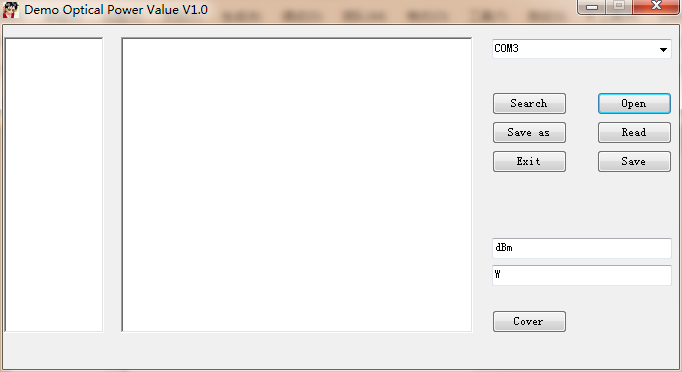 Demo Optical Power Value V1.0
COM3
Search
Open
Save as
Read
Exit
Save
dBm
W
Cover